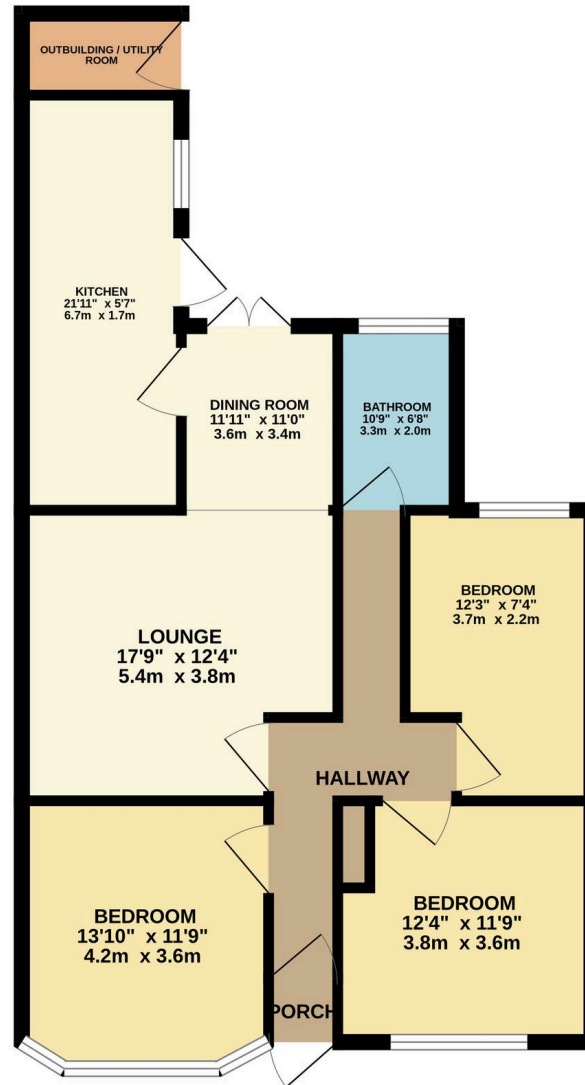 OUTBUILDING / UTILITY
ROOM
KITCHEN
21'11" x 5'7"
6.7m x 1.7m
DINING ROOM
11'11" x 11'0"
3.6m x 3.4m
BATHROOM
10'9" x 6'8"
3.3m x 2.0m
BEDROOM
12'3" x 7'4"
3.7m x 2.2m
LOUNGE
17'9" x 12'4"
5.4m x 3.8m
HALLWAY
BEDROOM
13'10" x 11'9"
4.2m x 3.6m
BEDROOM
12'4" x 11'9"
3.8m x 3.6m
PORCH